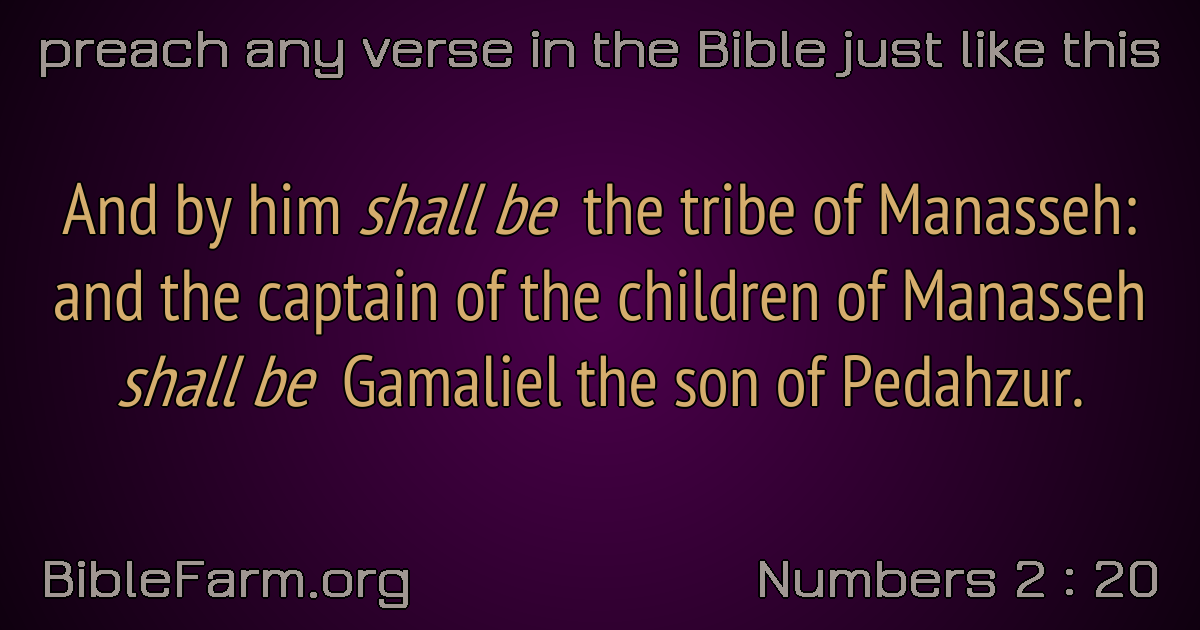 preach any verse in the Bible just like this
And by him shall be the tribe of Manasseh:
and the captain of the children of Manasseh
shall be Gamaliel the son of Pedahzur.
BibleFarm.org
Numbers 2 : 20